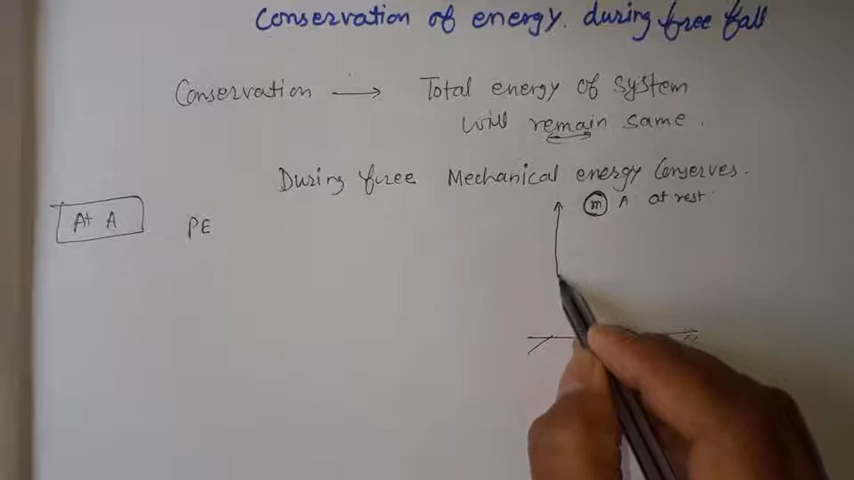 Conservation of energy. during free fall
Conservation → Total energy of system
will remain same.
During free Mechanical energy Conserves.
m A at rest
At A PE